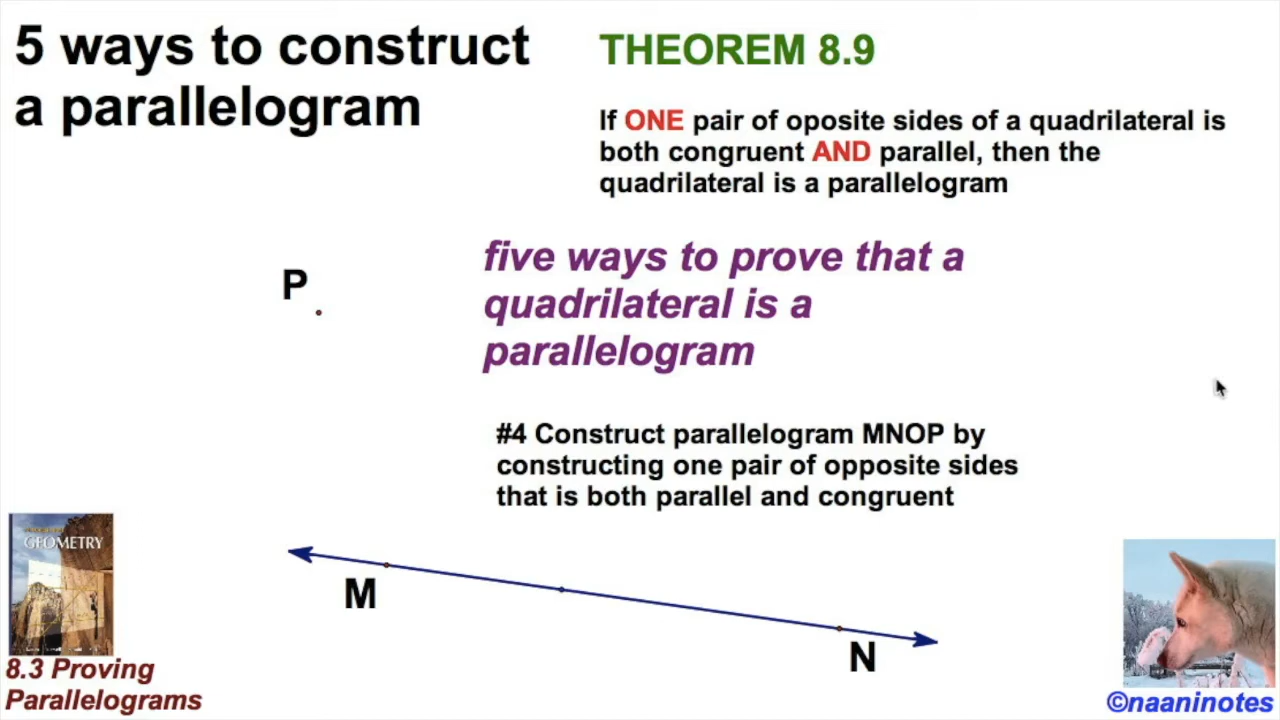 5 ways to construct
a parallelogram
THEOREM 8.9
If ONE pair of oposite sides of a quadrilateral is
both congruent AND parallel, then the
quadrilateral is a parallelogram
P
five ways to prove that a
quadrilateral is a
parallelogram
#4 Construct parallelogram MNOP by
constructing one pair of opposite sides
that is both parallel and congruent
GEOMETRY
M
N
8.3 Proving
Parallelograms
©naaninotes